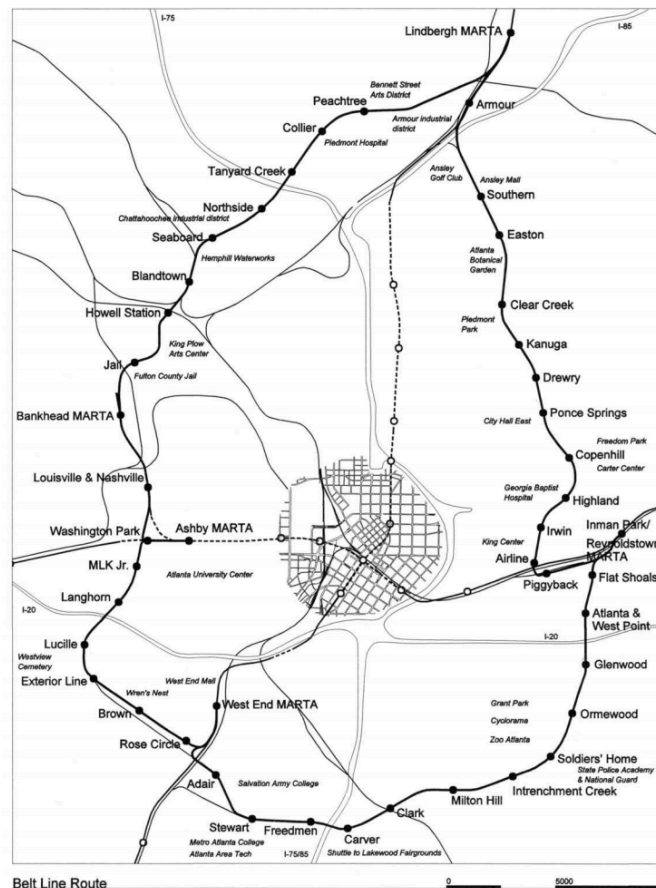 I-75
Lindbergh MARTA
I-85
Bennett Street
Arts District
Peachtree
Armour
Armour industrial
district
Collier
Piedmont Hospital
Tanyard Creek
Ansley
Golf Club
Ansley Mall
Southern
Northside
Chattahoochee industrial district
Seaboard
Easton
Hemphill Waterworks
Atlanta
Botanical
Garden
Blandtown
Clear Creek
Howell Station
Piedmont
Park
King Plow
Arts Center
Kanuga
Jail
Fulton County Jail
Drewry
Bankhead MARTA
Ponce Springs
City Hall East
Freedom Park
Copenhill
Carter Center
Louisville & Nashville
Georgia Baptist
Hospital
Highland
Washington Park
Ashby MARTA
Irwin
Inman Park/
Reynoldstown
MARTA
King Center
Airline
MLK Jr.
Atlanta University Center
Piggyback
Flat Shoals
I-20
Langhorn
Atlanta &
West Point
I-20
Lucille
Westview
Cemetery
Glenwood
West End Mall
Exterior Line
Wren's Nest
West End MARTA
Brown
Grant Park
Ormewood
Cyclorama
Rose Circle
Zoo Atlanta
Soldiers' Home
State Police Academy
& National Guard
Adair
Salvation Army College
Intrenchment Creek
Milton Hill
Clark
Stewart
Freedmen
Carver
Metro Atlanta College
Atlanta Area Tech
I-75/85
Shuttle to Lakewood Fairgrounds
Belt Line Route
0
5000